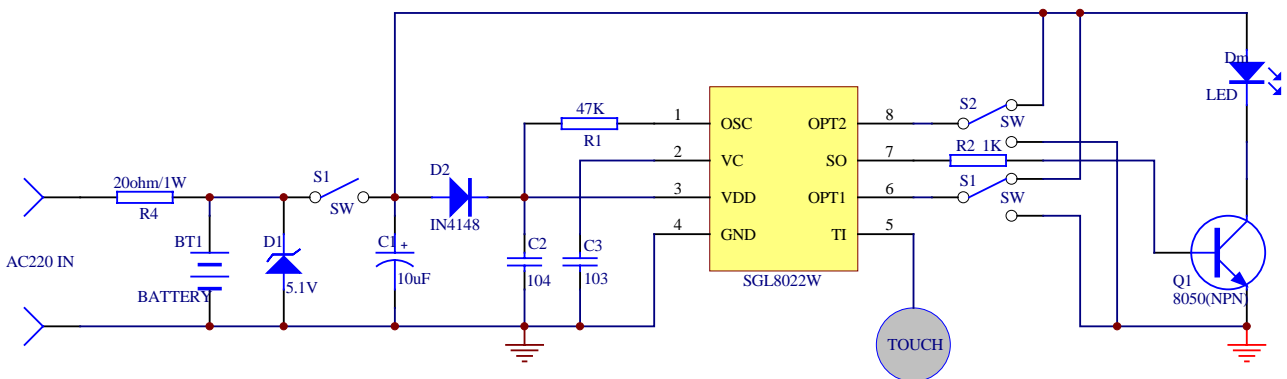 AC220 IN
20ohm/1W
R4
BT1
BATTERY
D1
5.1V
S1
SW
C1
+
10uF
D2
IN4148
47K
R1
C2
104
C3
103
1
2
3
4
OSC
VC
VDD
GND
OPT2
SO
OPT1
TI
8
7
6
5
SGL8022W
S2
SW
R2 1K
S1
SW
TOUCH
Dm
LED
Q1
8050(NPN)